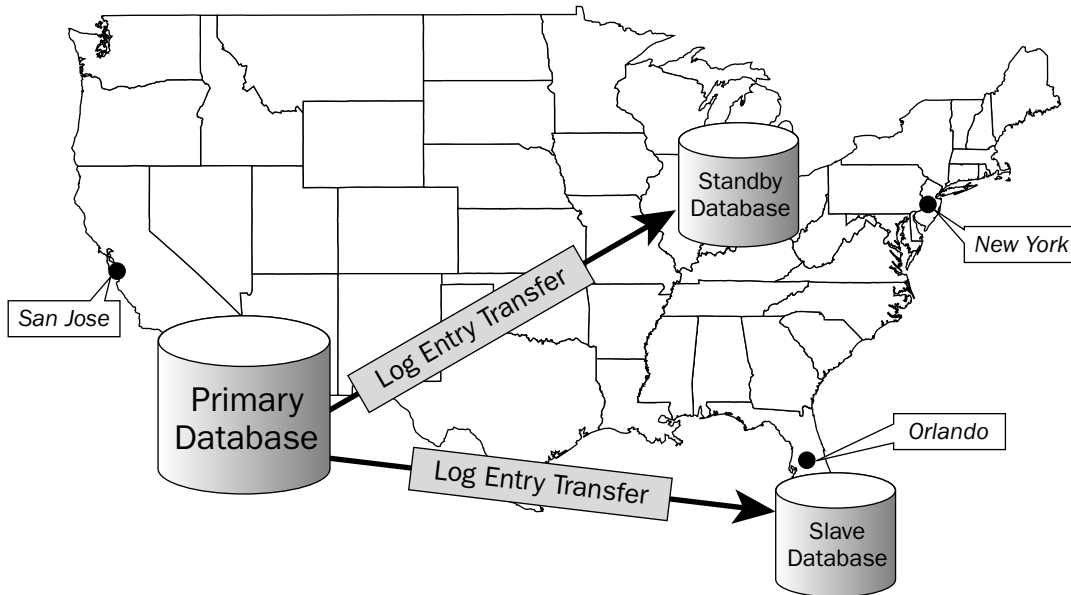 Standby
Database
New York
San Jose
Log Entry Transfer
Primary
Database
Orlando
Log Entry Transfer
Slave
Database